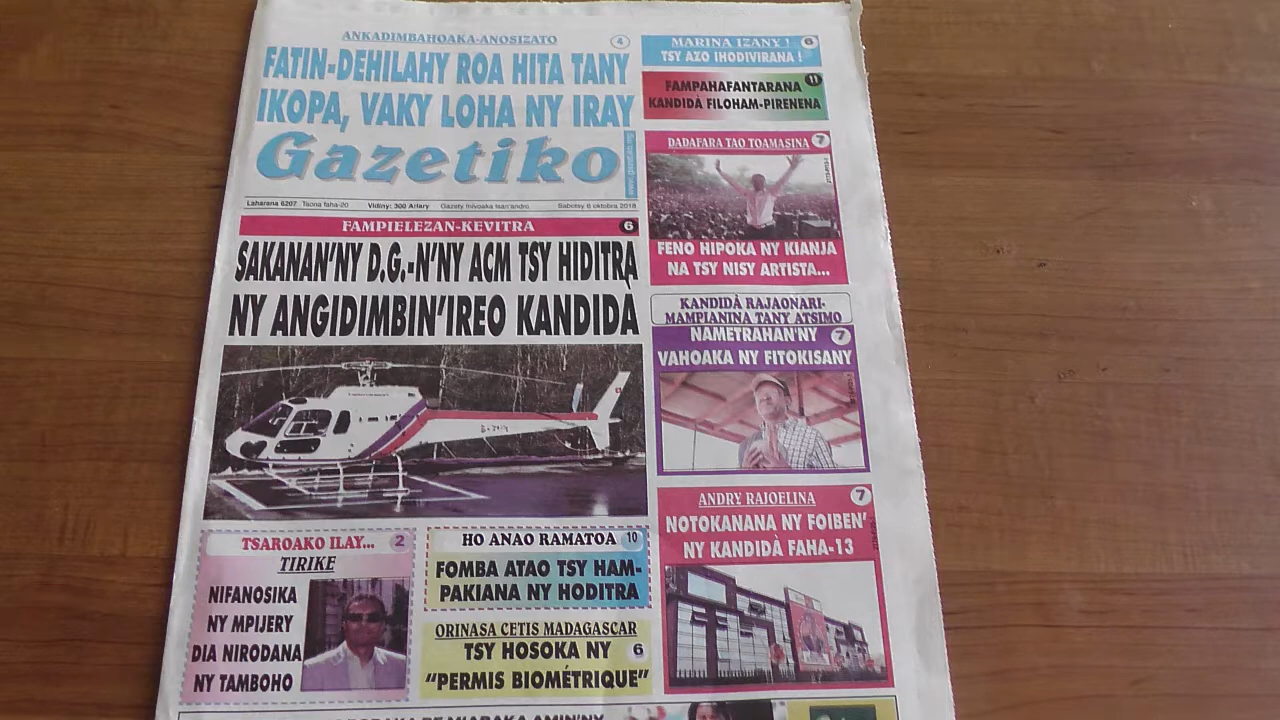 ANKADIMBAHOAKA-ANOSIZATO 4
FATIN-DEHILAHY ROA HITA TANY
IKOPA, VAKY LOHA NY IRAY
Gazetiko
Laharana 6207 Tsona faha-20 Vidiny: 300 Ariary Gazety mivoaka tsan'andro Sabotsy 6 oktobra 2018
FAMPIELEZAN-KEVITRA 6
SAKANAN'NY D.G.-N'NY ACM TSY HIDITRA
NY ANGIDIMBIN'IREO KANDIDÀ
TSAROAKO ILAY... 2
TIRIKE
NIFANOSIKA
NY MPIJERY
DIA NIRODANA
NY TAMBOHO
HO ANAO RAMATOA 10
FOMBA ATAO TSY HAM-
PAKIANA NY HODITRA
ORINASA CETIS MADAGASCAR
TSY HOSOKA NY 6
“PERMIS BIOMÉTRIQUE”
MARINA IZANY ! 6
TSY AZO IHODIVIRANA !
FAMPAHAFANTARANA 11
KANDIDÀ FILOHAM-PIRENENA
DADAFARA TAO TOAMASINA 7
FENO HIPOKA NY KIANJA
NA TSY NISY ARTISTA...
KANDIDÀ RAJAONARI-
MAMPIANINA TANY ATSIMO
NAMETRAHAN'NY 7
VAHOAKA NY FITOKISANY
ANDRY RAJOELINA 7
NOTOKANANA NY FOIBEN'
NY KANDIDÀ FAHA-13